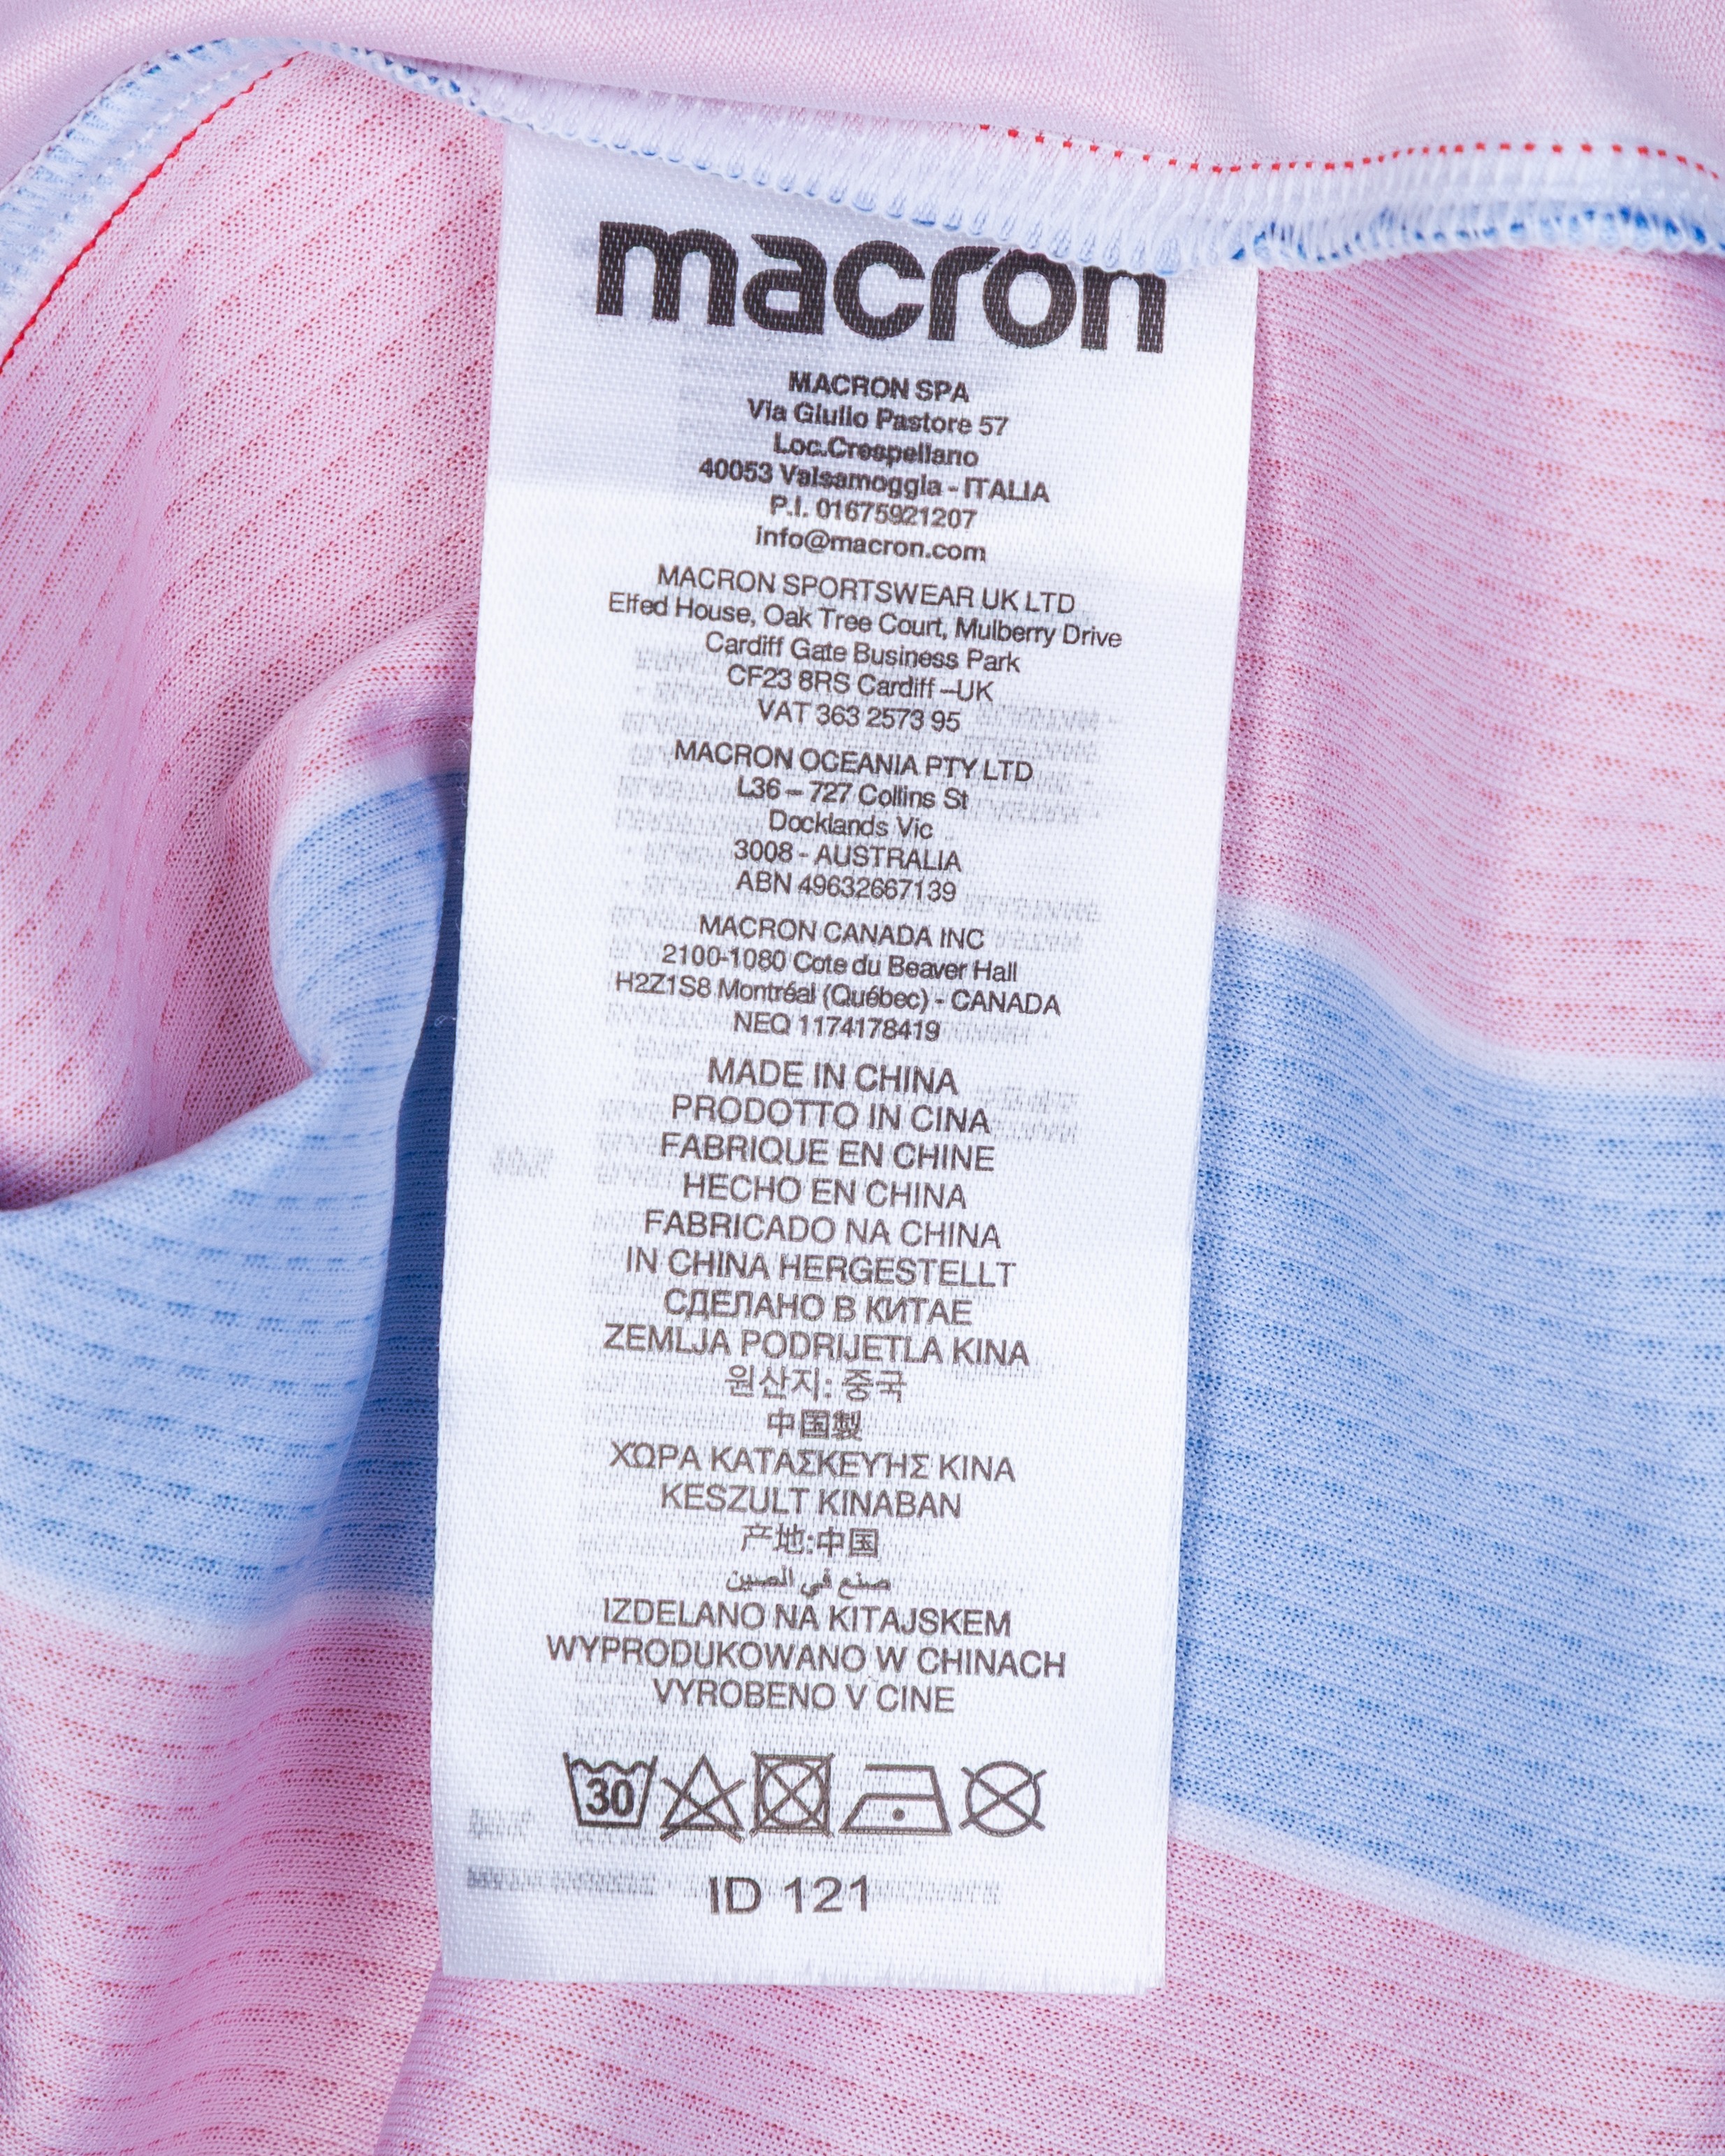 macron
MACRON SPA
Via Giulio Pastore 57
Loc.Crespellano
40053 Valsamoggia - ITALIA
P.I. 01675921207
info@macron.com
MACRON SPORTSWEAR UK LTD
Elfed House, Oak Tree Court, Mulberry Drive
Cardiff Gate Business Park
CF23 8RS Cardiff –UK
VAT 363 2573 95
MACRON OCEANIA PTY LTD
L36 – 727 Collins St
Docklands Vic
3008 - AUSTRALIA
ABN 49632667139
MACRON CANADA INC
2100-1080 Cote du Beaver Hall
H2Z1S8 Montréal (Québec) - CANADA
NEQ 1174178419
MADE IN CHINA
PRODOTTO IN CINA
FABRIQUE EN CHINE
HECHO EN CHINA
FABRICADO NA CHINA
IN CHINA HERGESTELLT
СДЕЛАНО В КИТАЕ
ZEMLJA PODRIJETLA KINA
원산지: 중국
中国製
ΧΏΡΑ ΚΑΤΑΣΚΕΥΉΣ ΚΙΝΑ
KESZULT KINABAN
产地:中国
صنع في الصين
IZDELANO NA KITAJSKEM
WYPRODUKOWANO W CHINACH
VYROBENO V CINE
30
ID 121